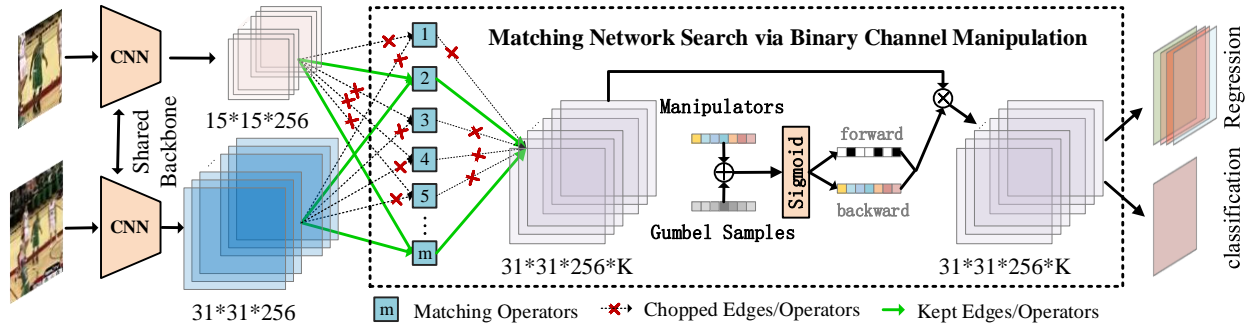 Matching Network Search via Binary Channel Manipulation
CNN
15*15*256
Shared
Backbone
CNN
31*31*256
1
2
3
4
5
m
31*31*256*K
Manipulators
Gumbel Samples
Sigmoid
forward
backward
31*31*256*K
Regression
classification
m Matching Operators
Chopped Edges/Operators
Kept Edges/Operators